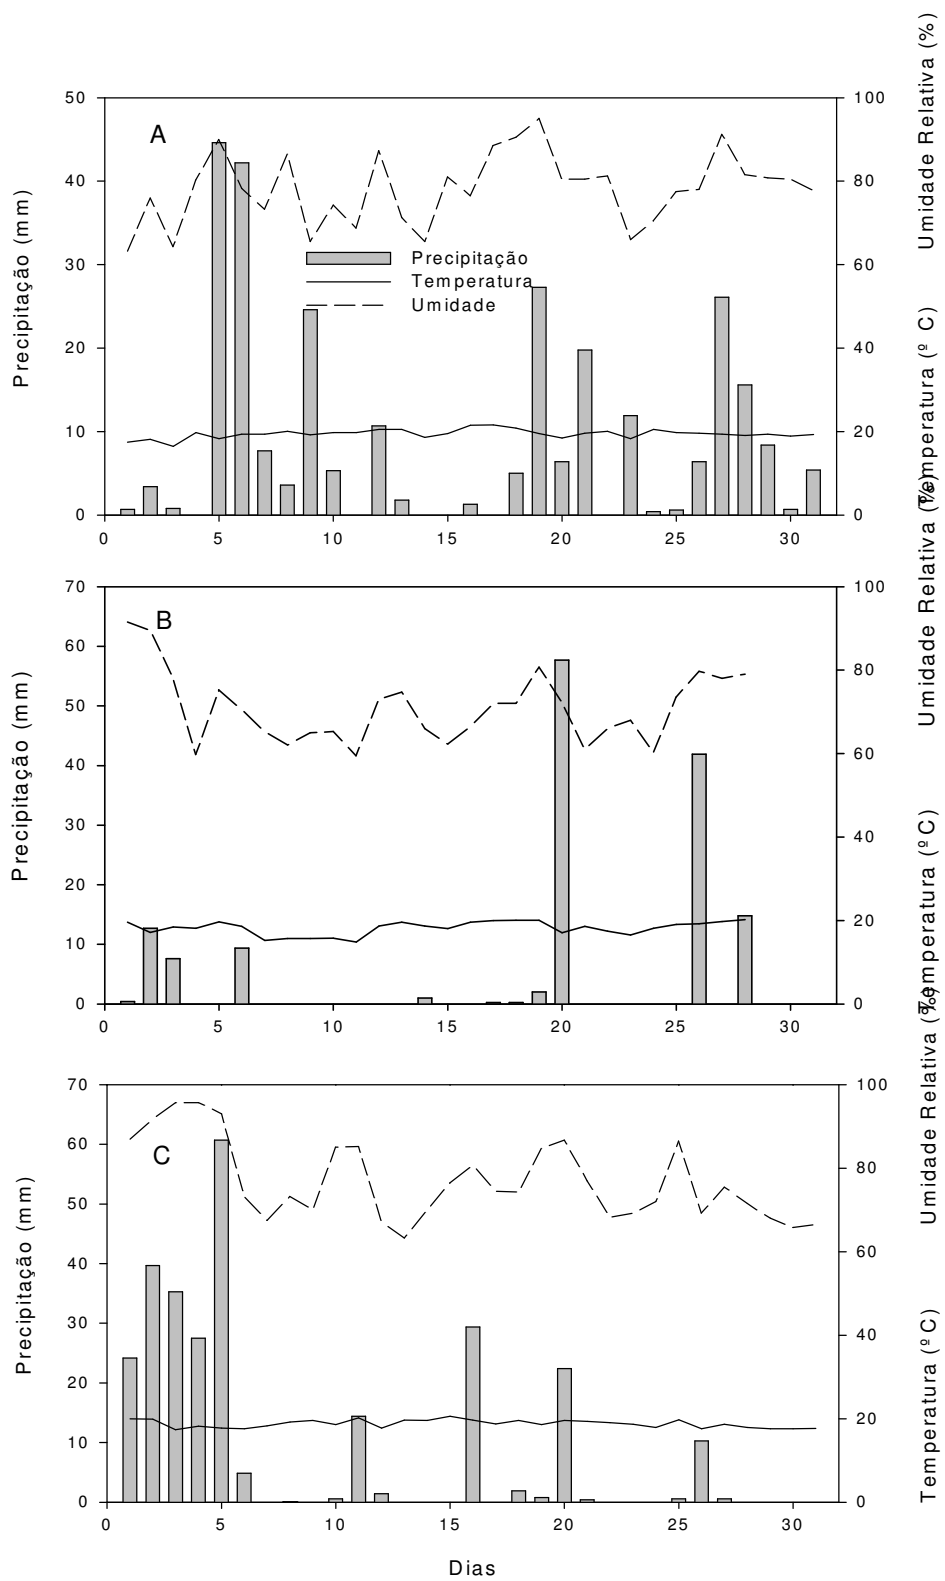 Umidade Relativa (%)
Temperatura (º C)
Precipitação (mm)
50
40
30
20
10
0
A
Precipitação
Temperatura
Umidade
100
80
60
40
20
0
0 5 10 15 20 25 30
Umidade Relativa (%)
Temperatura (ºC)
Precipitação (mm)
70
60
50
40
30
20
10
0
B
100
80
60
40
20
0
0 5 10 15 20 25 30
Umidade Relativa (%)
Temperatura (ºC)
Precipitação (mm)
70
60
50
40
30
20
10
0
C
100
80
60
40
20
0
0 5 10 15 20 25 30
Dias